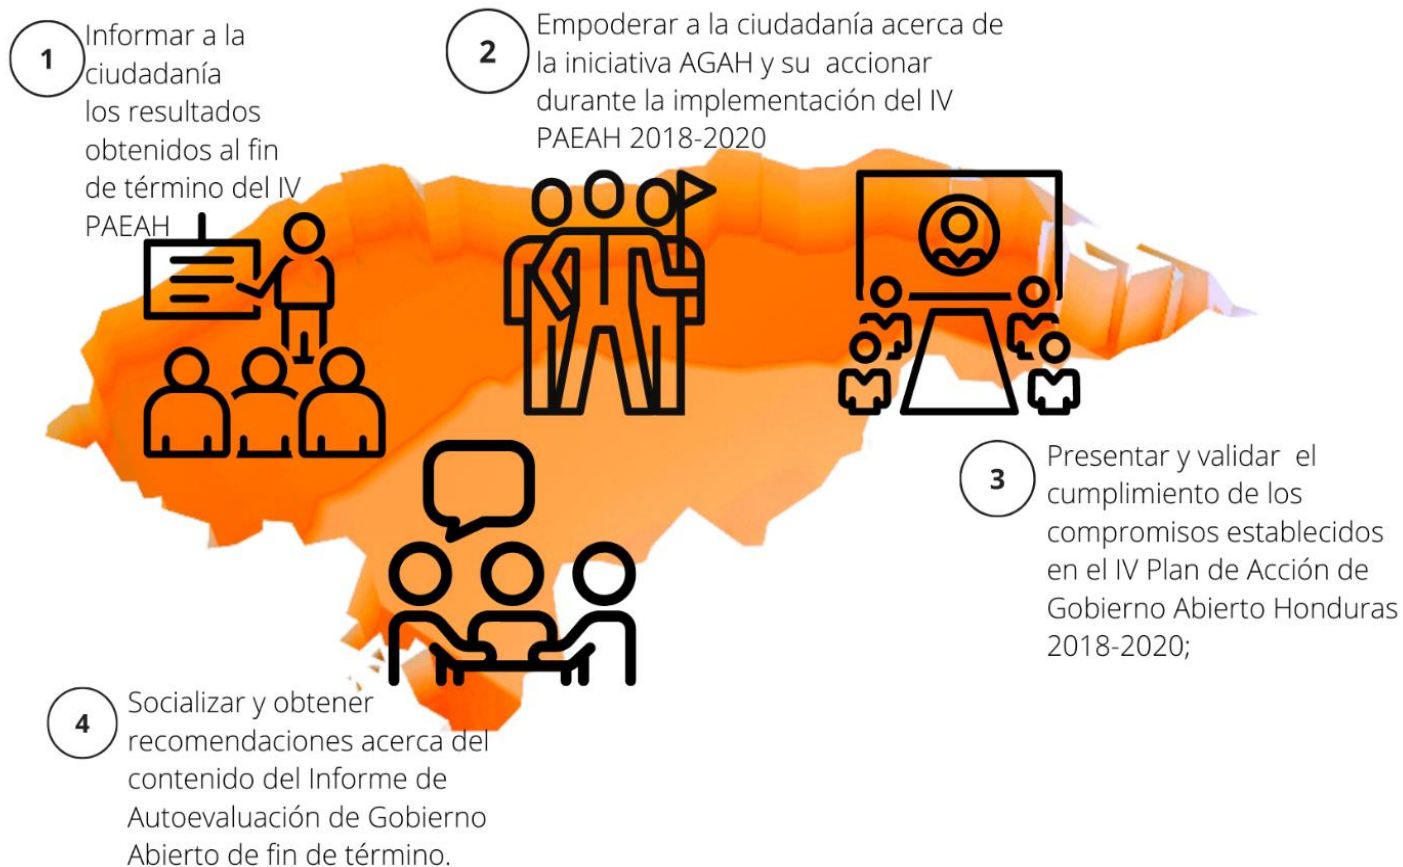 1
Informar a la
ciudadanía
los resultados
obtenidos al fin
de término del IV
PAEAH
2
Empoderar a la ciudadanía acerca de
la iniciativa AGAH y su accionar
durante la implementación del IV
PAEAH 2018-2020
3
Presentar y validar el
cumplimiento de los
compromisos establecidos
en el IV Plan de Acción de
Gobierno Abierto Honduras
2018-2020;
4
Socializar y obtener
recomendaciones acerca del
contenido del Informe de
Autoevaluación de Gobierno
Abierto de fin de término.